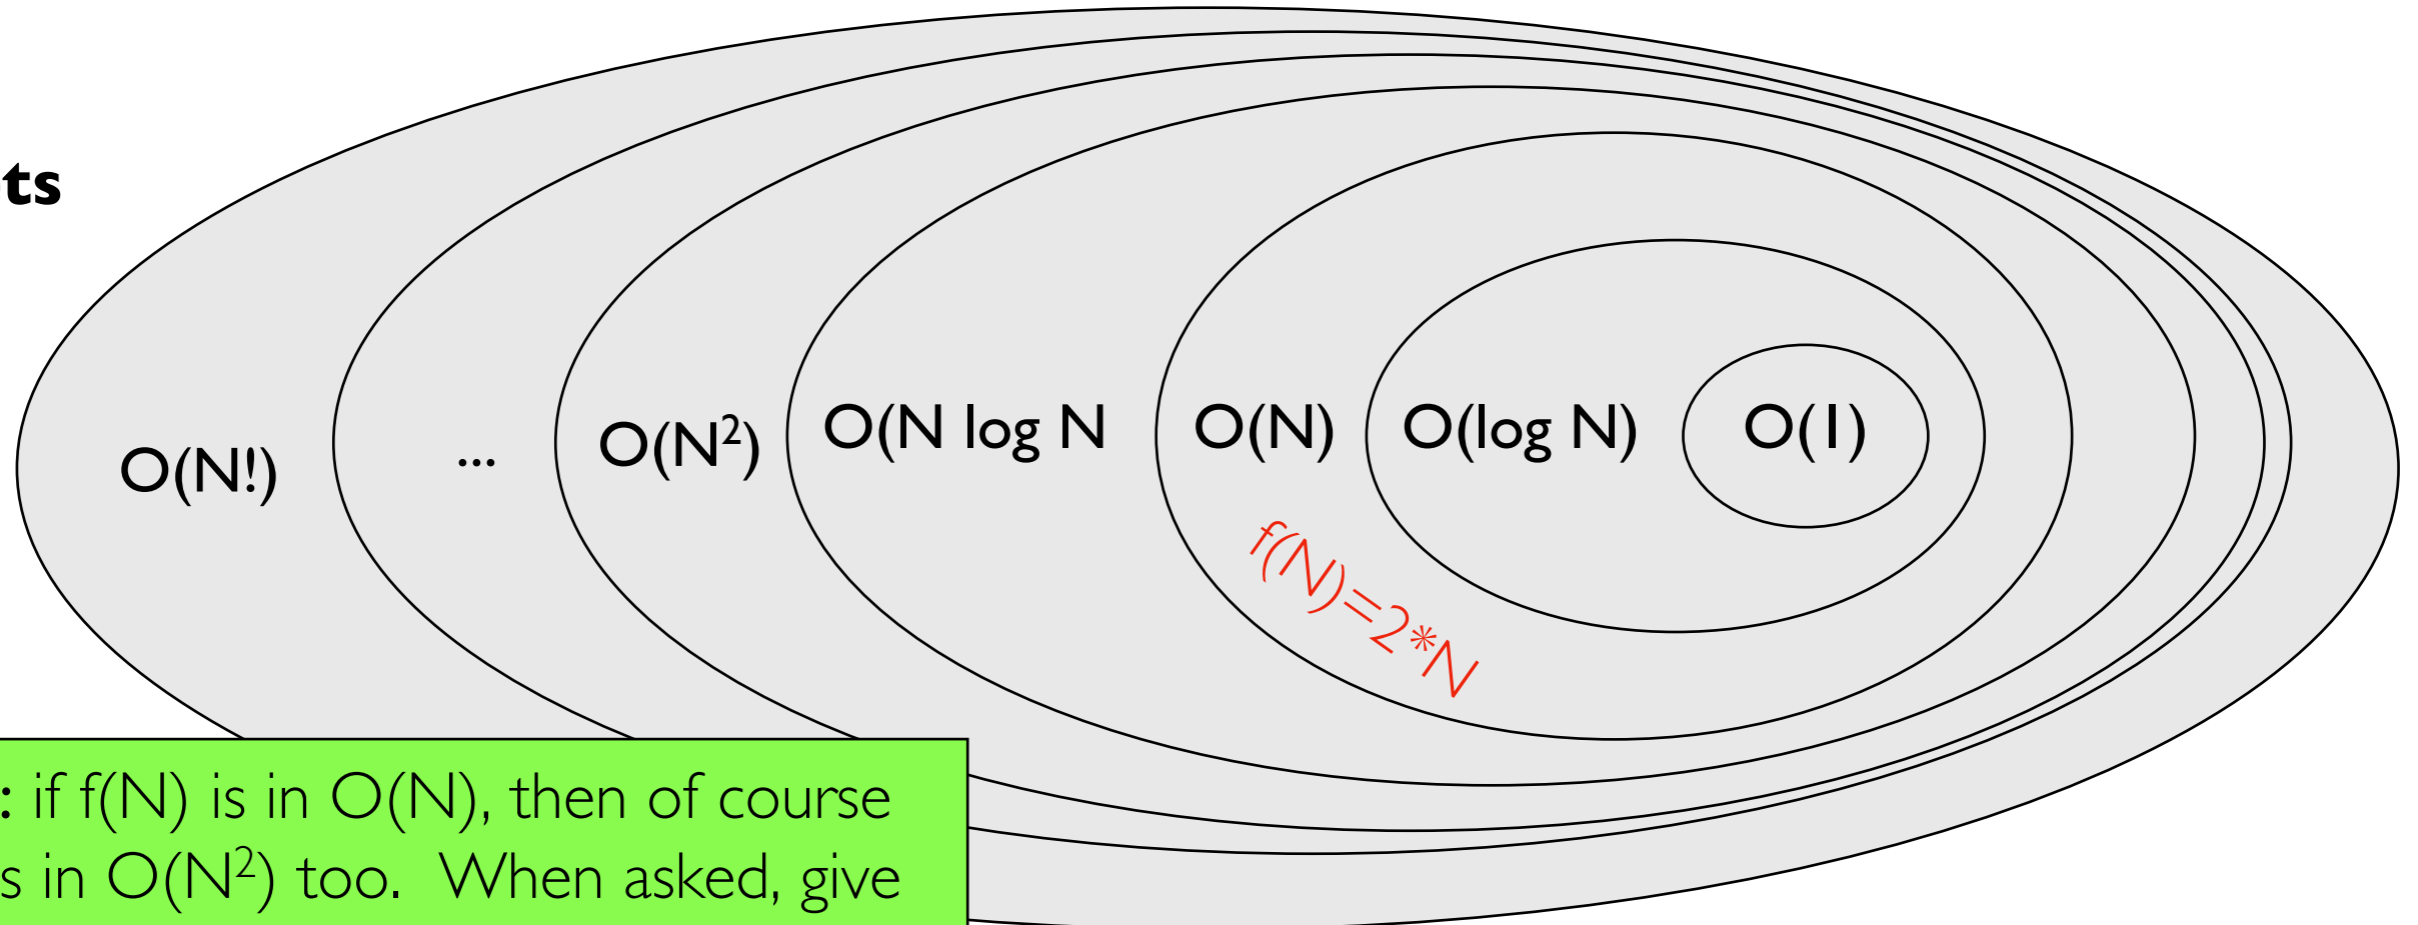 ts
O(N!)
...
O(N²)
O(N log N
O(N)
O(log N)
O(1)
f(N)=2*N
: if f(N) is in O(N), then of course
s in O(N²) too. When asked, give